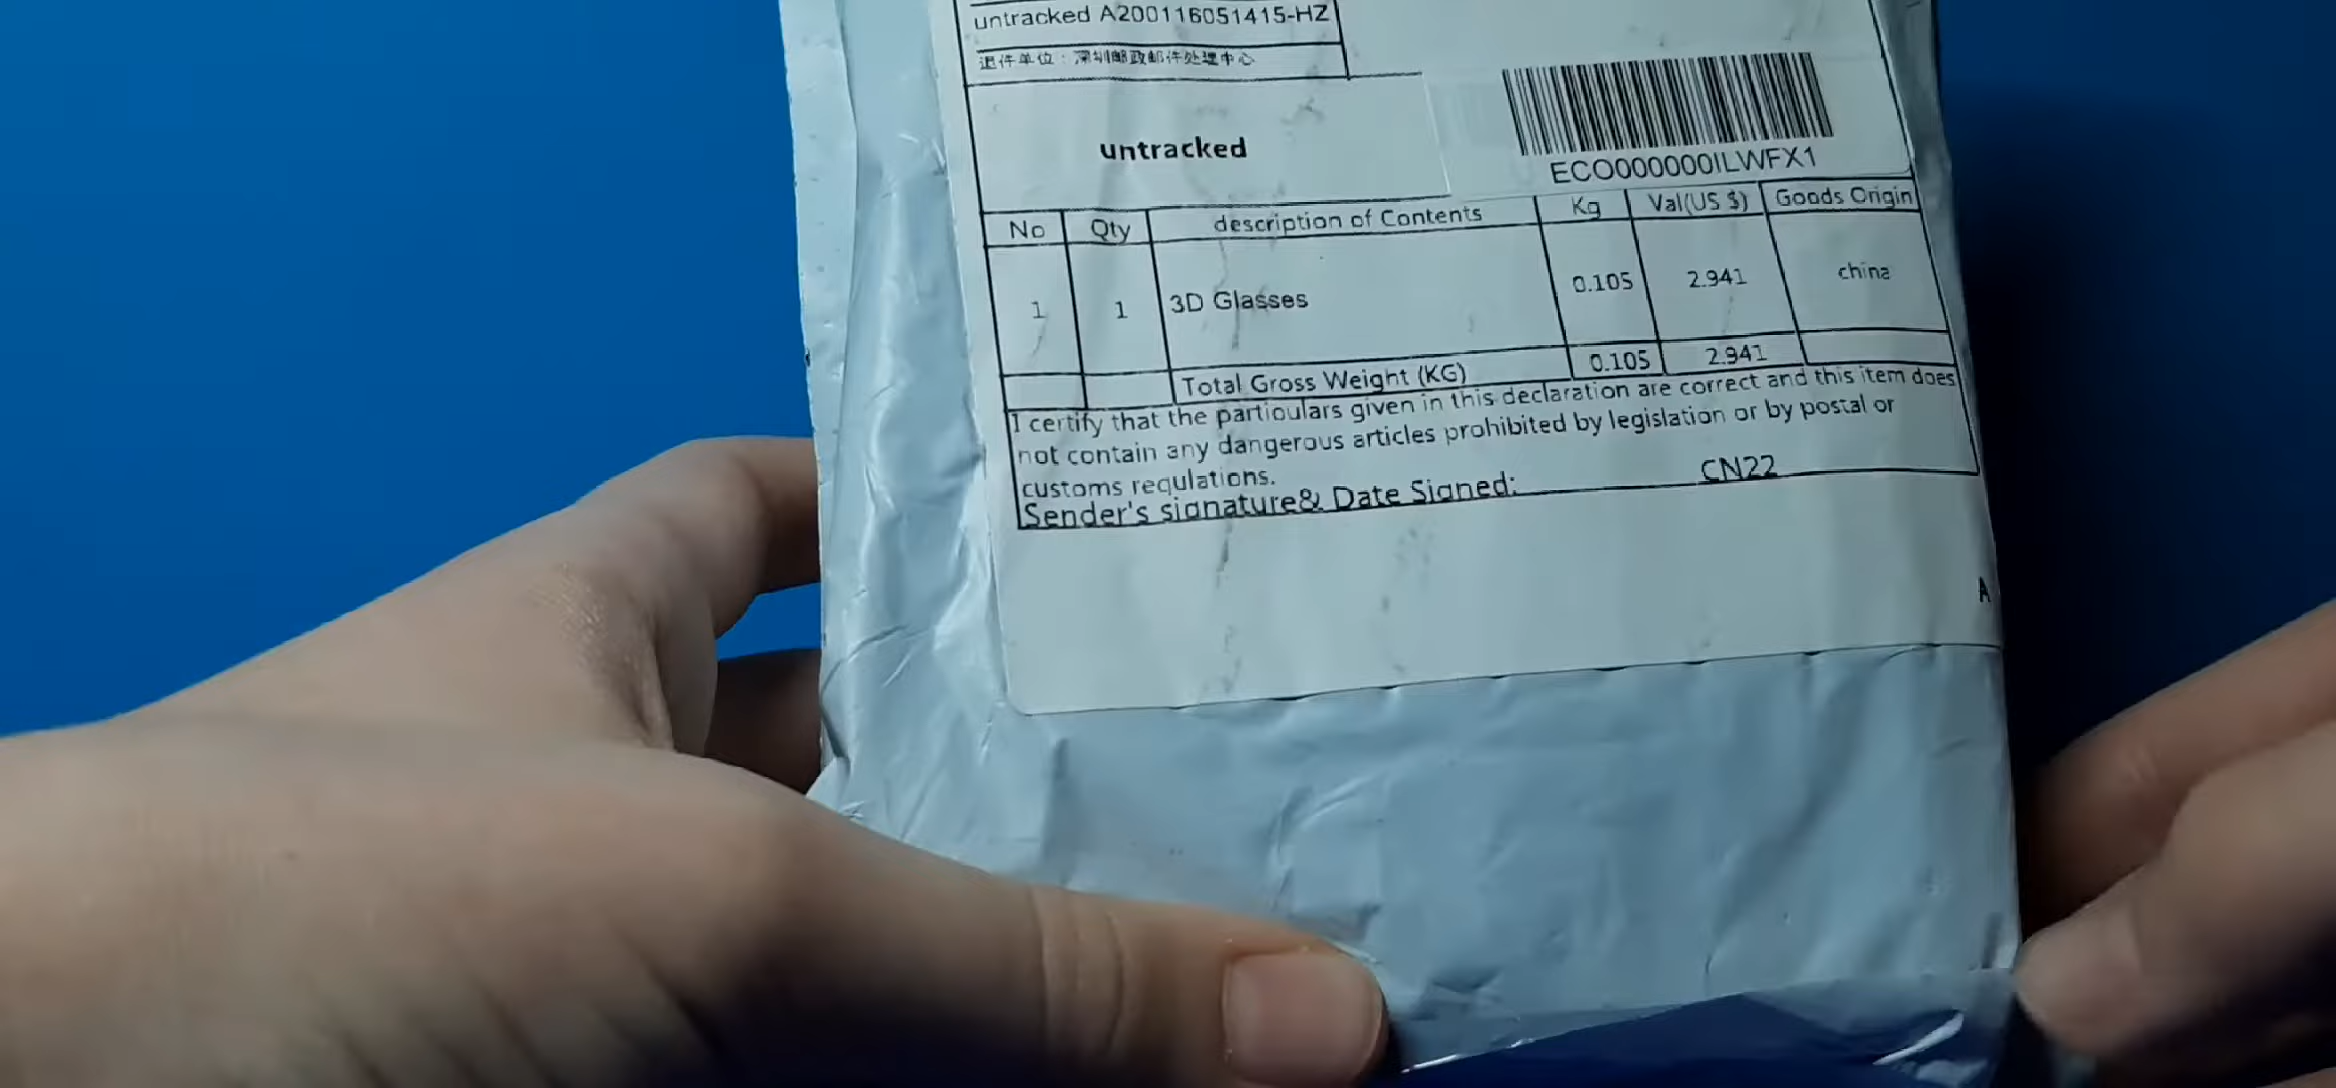 untracked A200116051415-HZ
退件单位：深圳邮政邮件处理中心
untracked
ECO000000ILWFX1
No Qty description of Contents Kg Val(US $) Goods Origin
1 1 3D Glasses 0.105 2.941 china
Total Gross Weight (KG) 0.105 2.941
I certify that the partioulars given in this declaration are correct and this item does
not contain any dangerous articles prohibited by legislation or by postal or
customs requlations.
Sender's signature& Date Signed: CN22
A